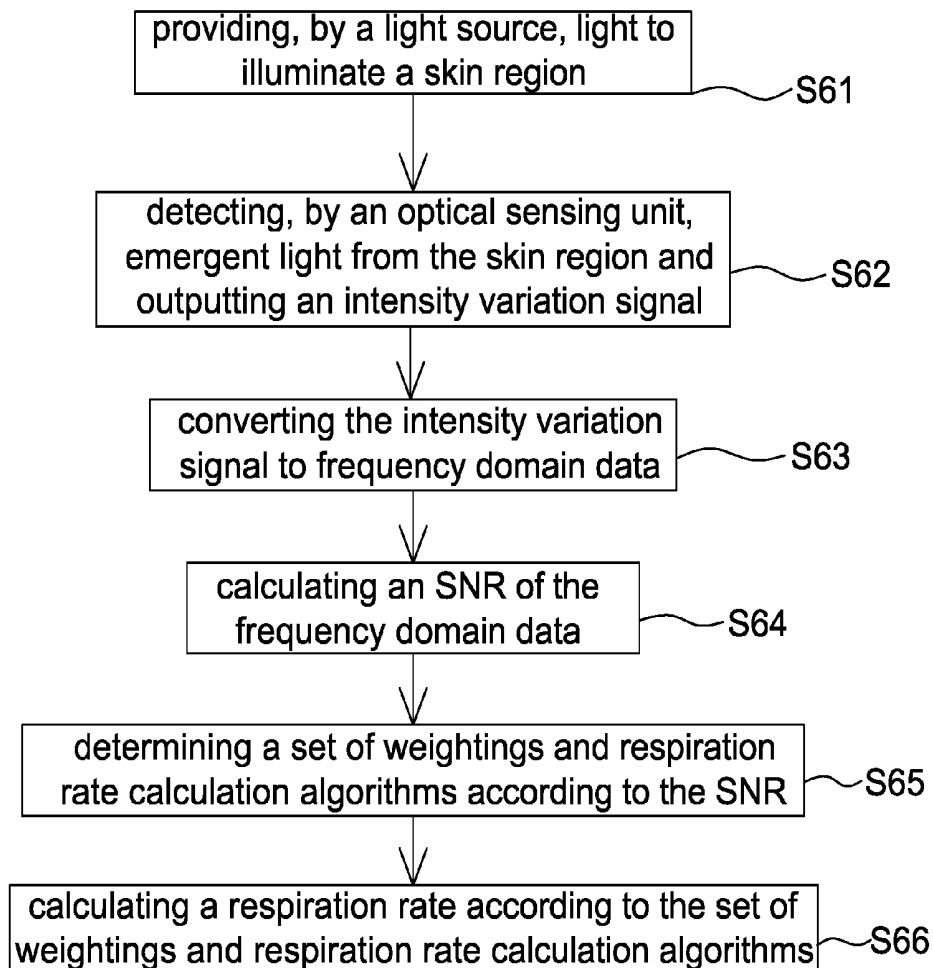 providing, by a light source, light to
illuminate a skin region
S61
detecting, by an optical sensing unit,
emergent light from the skin region and
outputting an intensity variation signal
S62
converting the intensity variation
signal to frequency domain data
S63
calculating an SNR of the
frequency domain data
S64
determining a set of weightings and respiration
rate calculation algorithms according to the SNR
S65
calculating a respiration rate according to the set of
weightings and respiration rate calculation algorithms
S66